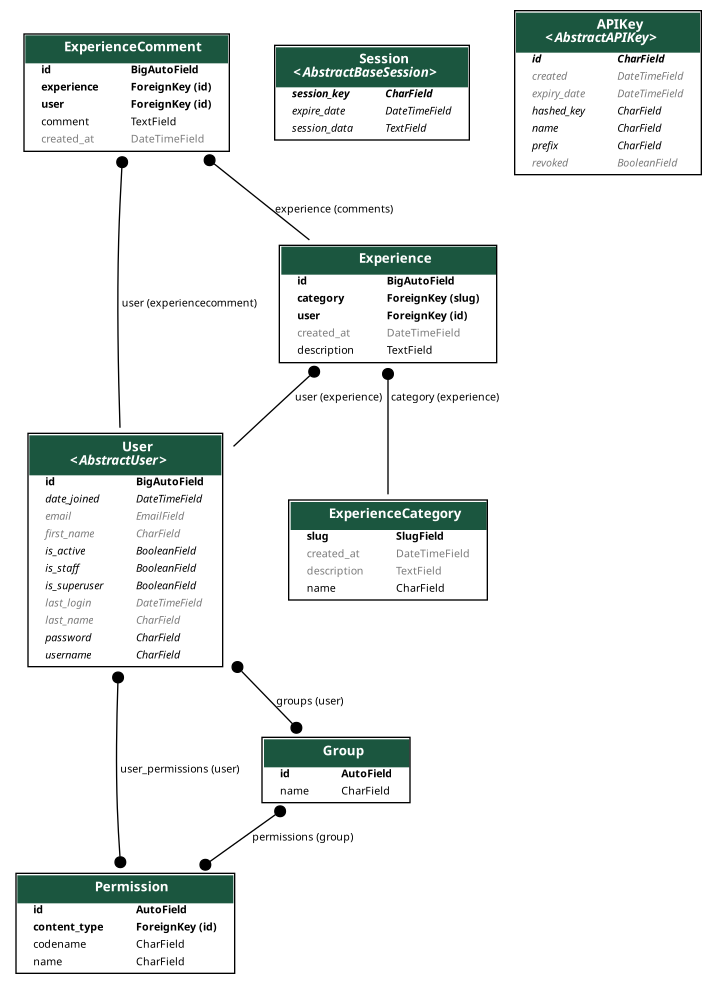 ExperienceComment
id BigAutoField
experience ForeignKey (id)
user ForeignKey (id)
comment TextField
created_at DateTimeField
Session
<AbstractBaseSession>
session_key CharField
expire_date DateTimeField
session_data TextField
APIKey
<AbstractAPIKey>
id CharField
created DateTimeField
expiry_date DateTimeField
hashed_key CharField
name CharField
prefix CharField
revoked BooleanField
experience (comments)
user (experiencecomment)
Experience
id BigAutoField
category ForeignKey (slug)
user ForeignKey (id)
created_at DateTimeField
description TextField
user (experience)
category (experience)
User
<AbstractUser>
id BigAutoField
date_joined DateTimeField
email EmailField
first_name CharField
is_active BooleanField
is_staff BooleanField
is_superuser BooleanField
last_login DateTimeField
last_name CharField
password CharField
username CharField
ExperienceCategory
slug SlugField
created_at DateTimeField
description TextField
name CharField
groups (user)
user_permissions (user)
Group
id AutoField
name CharField
permissions (group)
Permission
id AutoField
content_type ForeignKey (id)
codename CharField
name CharField